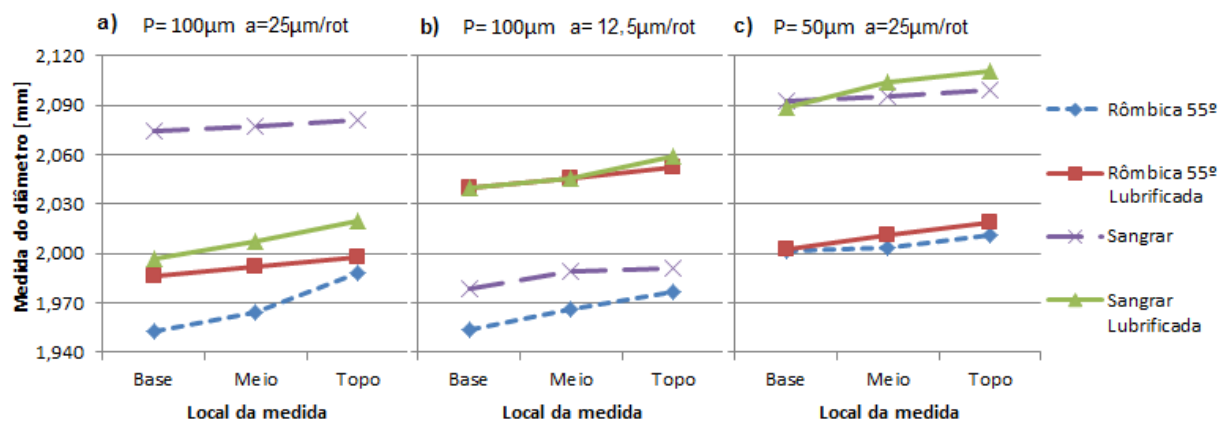 a) P= 100µm a=25µm/rot
b) P= 100µm a= 12,5µm/rot
c) P= 50µm a=25µm/rot
Medida do diâmetro [mm]
2,120
2,090
2,060
2,030
2,000
1,970
1,940
Base Meio Topo
Base Meio Topo
Base Meio Topo
Local da medida
Local da medida
Local da medida
Rômbica 55º
Rômbica 55º
Lubrificada
Sangrar
Sangrar
Lubrificada